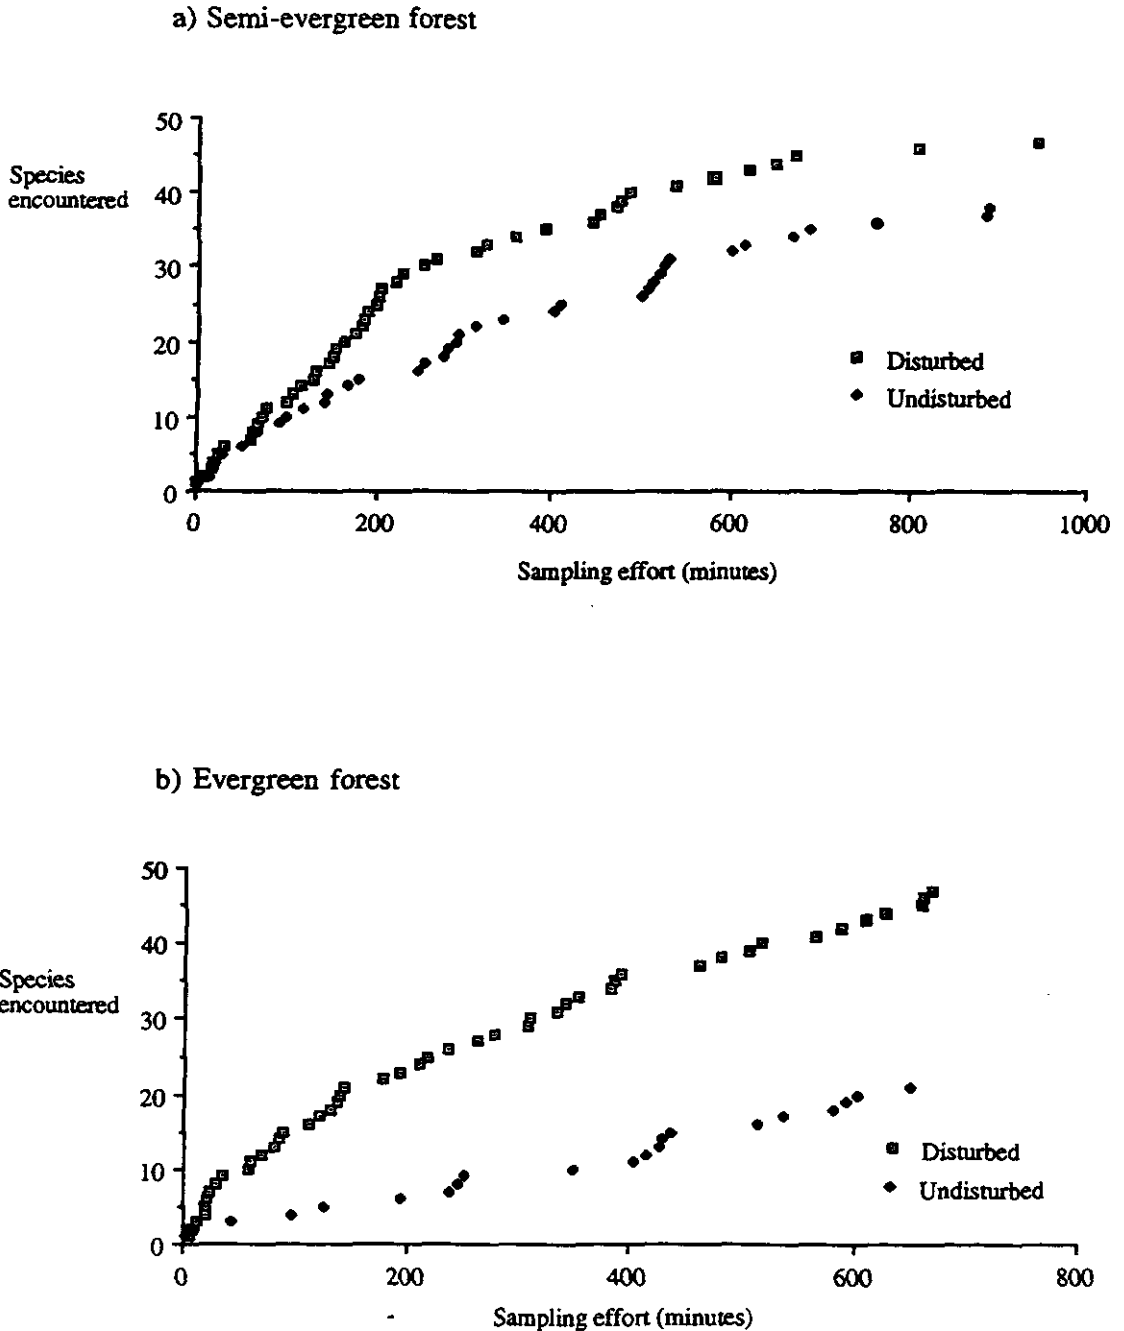 a) Semi-evergreen forest
50
Species
encountered
40
30
20
10
0
Disturbed
Undisturbed
0 200 400 600 800 1000
Sampling effort (minutes)
b) Evergreen forest
50
40
Species
encountered
30
20
10
0
Disturbed
Undisturbed
0 200 400 600 800
Sampling effort (minutes)